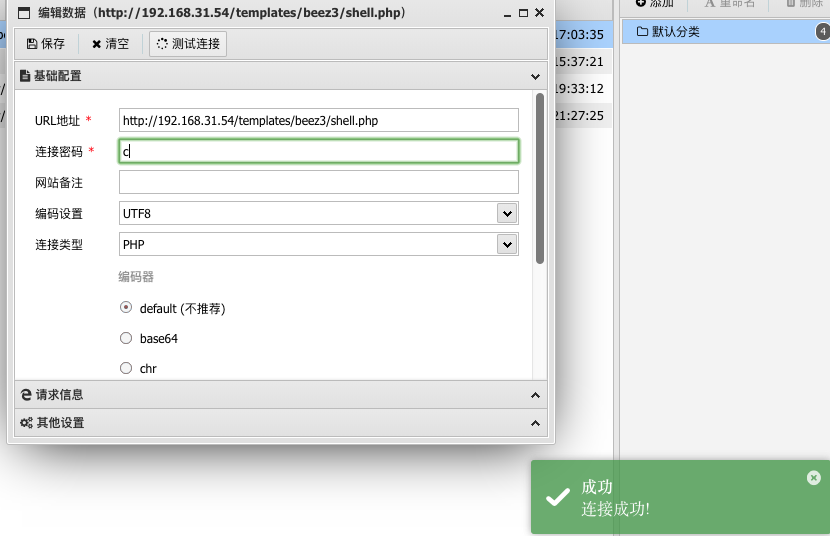 编辑数据（http://192.168.31.54/templates/beez3/shell.php）
添加 A 重命名 删除
保存 清空 测试连接
17:03:35
默认分类 4
15:37:21
基础配置
19:33:12
URL地址 * http://192.168.31.54/templates/beez3/shell.php
21:27:25
连接密码 * c
网站备注
编码设置 UTF8
连接类型 PHP
编码器
default (不推荐)
base64
chr
请求信息
其他设置
成功
连接成功!